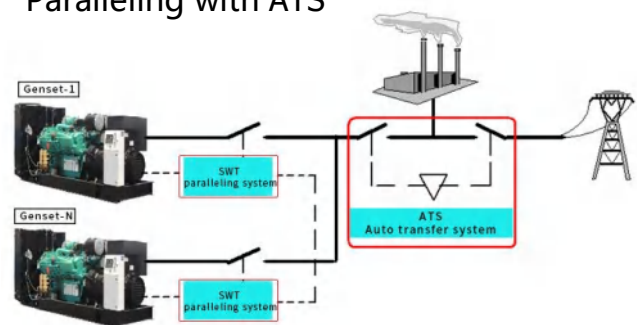 Paralleling with ATS
Genset-1
SWT
paralleling system
ATS
Auto transfer system
Genset-N
SWT
paralleling system